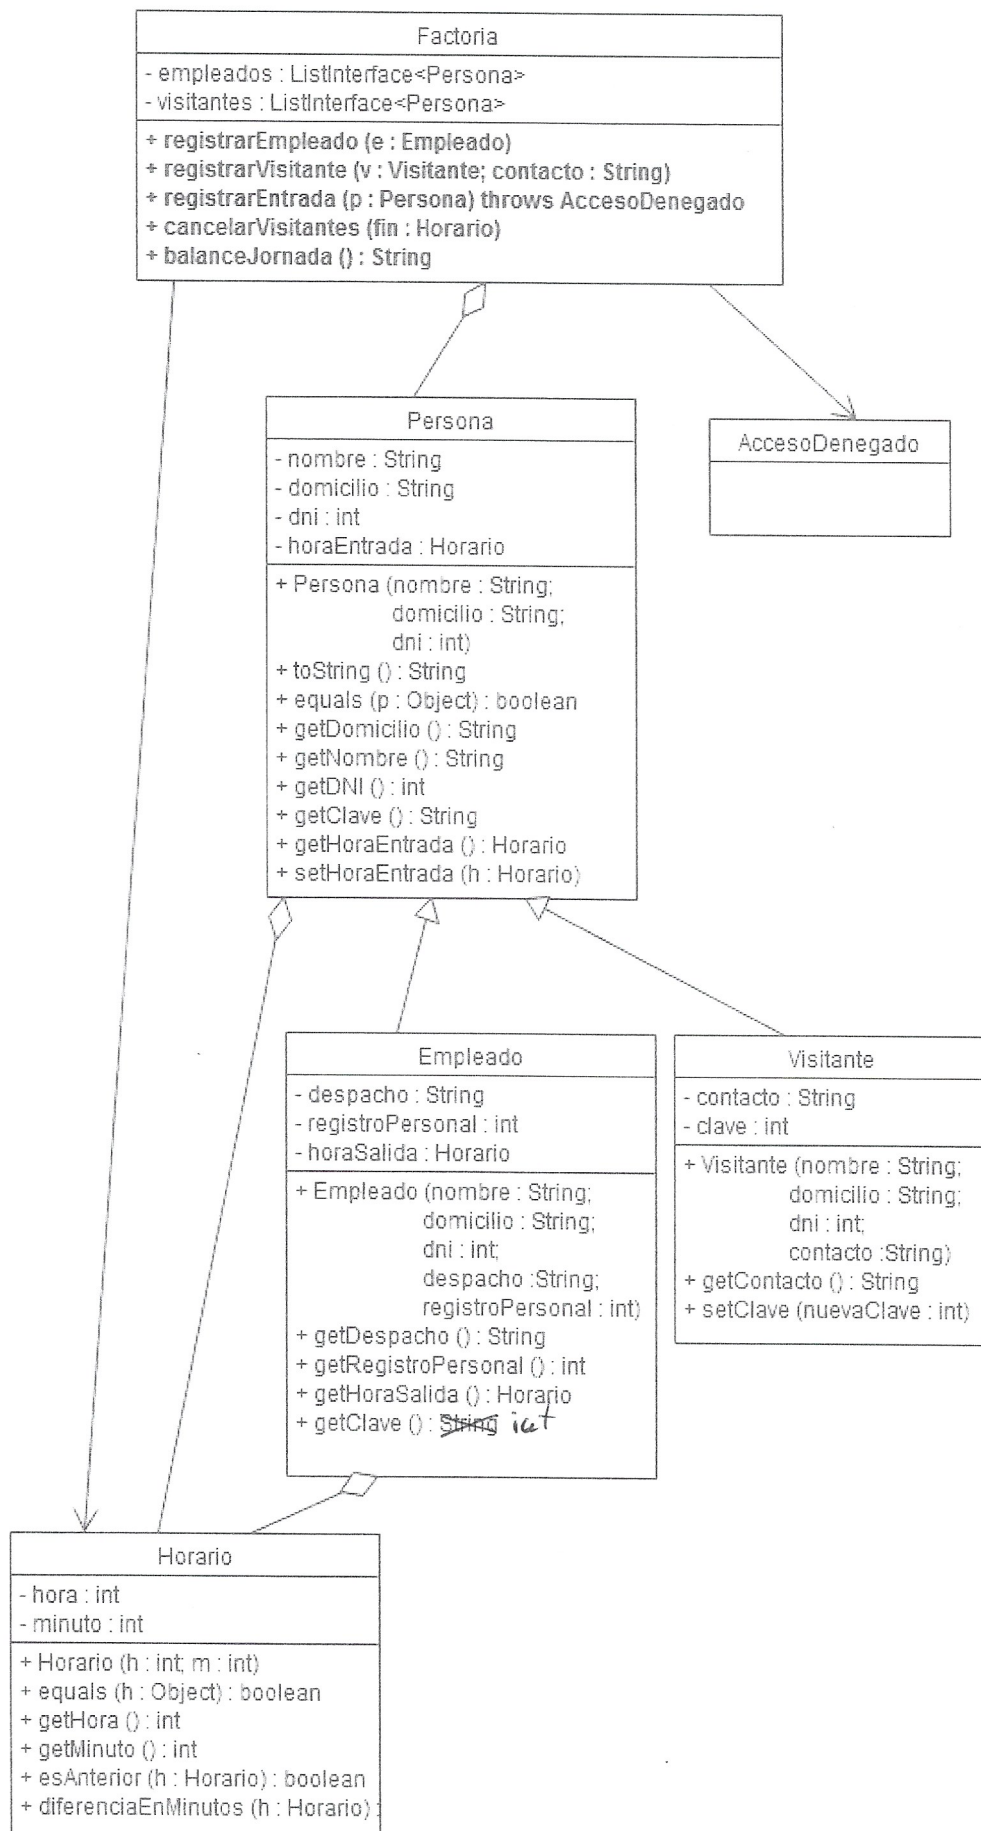 Factoria
- empleados : ListInterface<Persona>
- visitantes : ListInterface<Persona>
+ registrarEmpleado (e : Empleado)
+ registrarVisitante (v : Visitante; contacto : String)
+ registrarEntrada (p : Persona) throws AccesoDenegado
+ cancelarVisitantes (fin : Horario)
+ balanceJornada () : String
Persona
- nombre : String
- domicilio : String
- dni : int
- horaEntrada : Horario
+ Persona (nombre : String;
domicilio : String;
dni : int)
+ toString () : String
+ equals (p : Object) : boolean
+ getDomicilio () : String
+ getNombre () : String
+ getDNI () : int
+ getClave () : String
+ getHoraEntrada () : Horario
+ setHoraEntrada (h : Horario)
AccesoDenegado
Empleado
- despacho : String
- registroPersonal : int
- horaSalida : Horario
+ Empleado (nombre : String;
domicilio : String;
dni : int;
despacho :String;
registroPersonal : int)
+ getDespacho () : String
+ getRegistroPersonal () : int
+ getHoraSalida () : Horario
+ getClave () : String int
Visitante
- contacto : String
- clave : int
+ Visitante (nombre : String;
domicilio : String;
dni : int;
contacto :String)
+ getContacto () : String
+ setClave (nuevaClave : int)
Horario
- hora : int
- minuto : int
+ Horario (h : int; m : int)
+ equals (h : Object) : boolean
+ getHora () : int
+ getMinuto () : int
+ esAnterior (h : Horario) : boolean
+ diferenciaEnMinutos (h : Horario) :